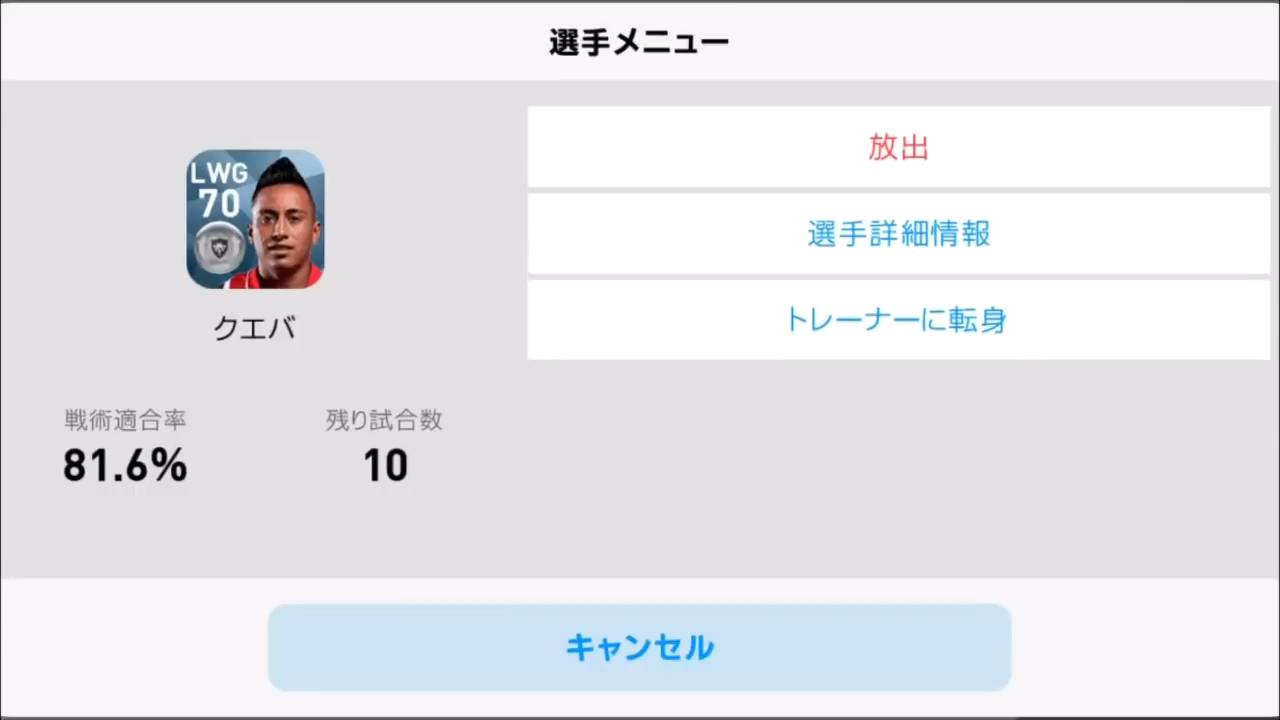 選手メニュー
LWG
70
クエバ
戦術適合率
81.6%
残り試合数
10
放出
選手詳細情報
トレーナーに転身
キャンセル